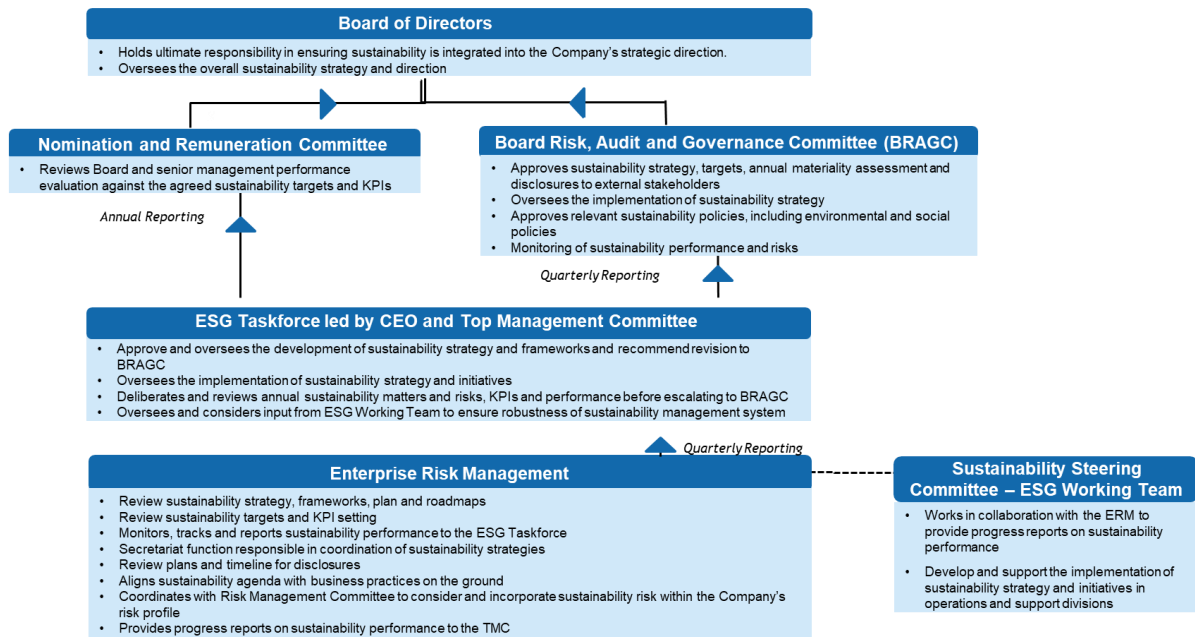 Board of Directors
• Holds ultimate responsibility in ensuring sustainability is integrated into the Company's strategic direction.
• Oversees the overall sustainability strategy and direction
Nomination and Remuneration Committee
• Reviews Board and senior management performance
evaluation against the agreed sustainability targets and KPIs
Board Risk, Audit and Governance Committee (BRAGC)
• Approves sustainability strategy, targets, annual materiality assessment and
disclosures to external stakeholders
• Oversees the implementation of sustainability strategy
• Approves relevant sustainability policies, including environmental and social
policies
• Monitoring of sustainability performance and risks
Annual Reporting
Quarterly Reporting
ESG Taskforce led by CEO and Top Management Committee
• Approve and oversees the development of sustainability strategy and frameworks and recommend revision to
BRAGC
• Oversees the implementation of sustainability strategy and initiatives
• Deliberates and reviews annual sustainability matters and risks, KPIs and performance before escalating to BRAGC
• Oversees and considers input from ESG Working Team to ensure robustness of sustainability management system
Quarterly Reporting
Enterprise Risk Management
• Review sustainability strategy, frameworks, plan and roadmaps
• Review sustainability targets and KPI setting
• Monitors, tracks and reports sustainability performance to the ESG Taskforce
• Secretariat function responsible in coordination of sustainability strategies
• Review plans and timeline for disclosures
• Aligns sustainability agenda with business practices on the ground
• Coordinates with Risk Management Committee to consider and incorporate sustainability risk within the Company's
risk profile
• Provides progress reports on sustainability performance to the TMC
Sustainability Steering
Committee – ESG Working Team
• Works in collaboration with the ERM to
provide progress reports on sustainability
performance
• Develop and support the implementation of
sustainability strategy and initiatives in
operations and support divisions